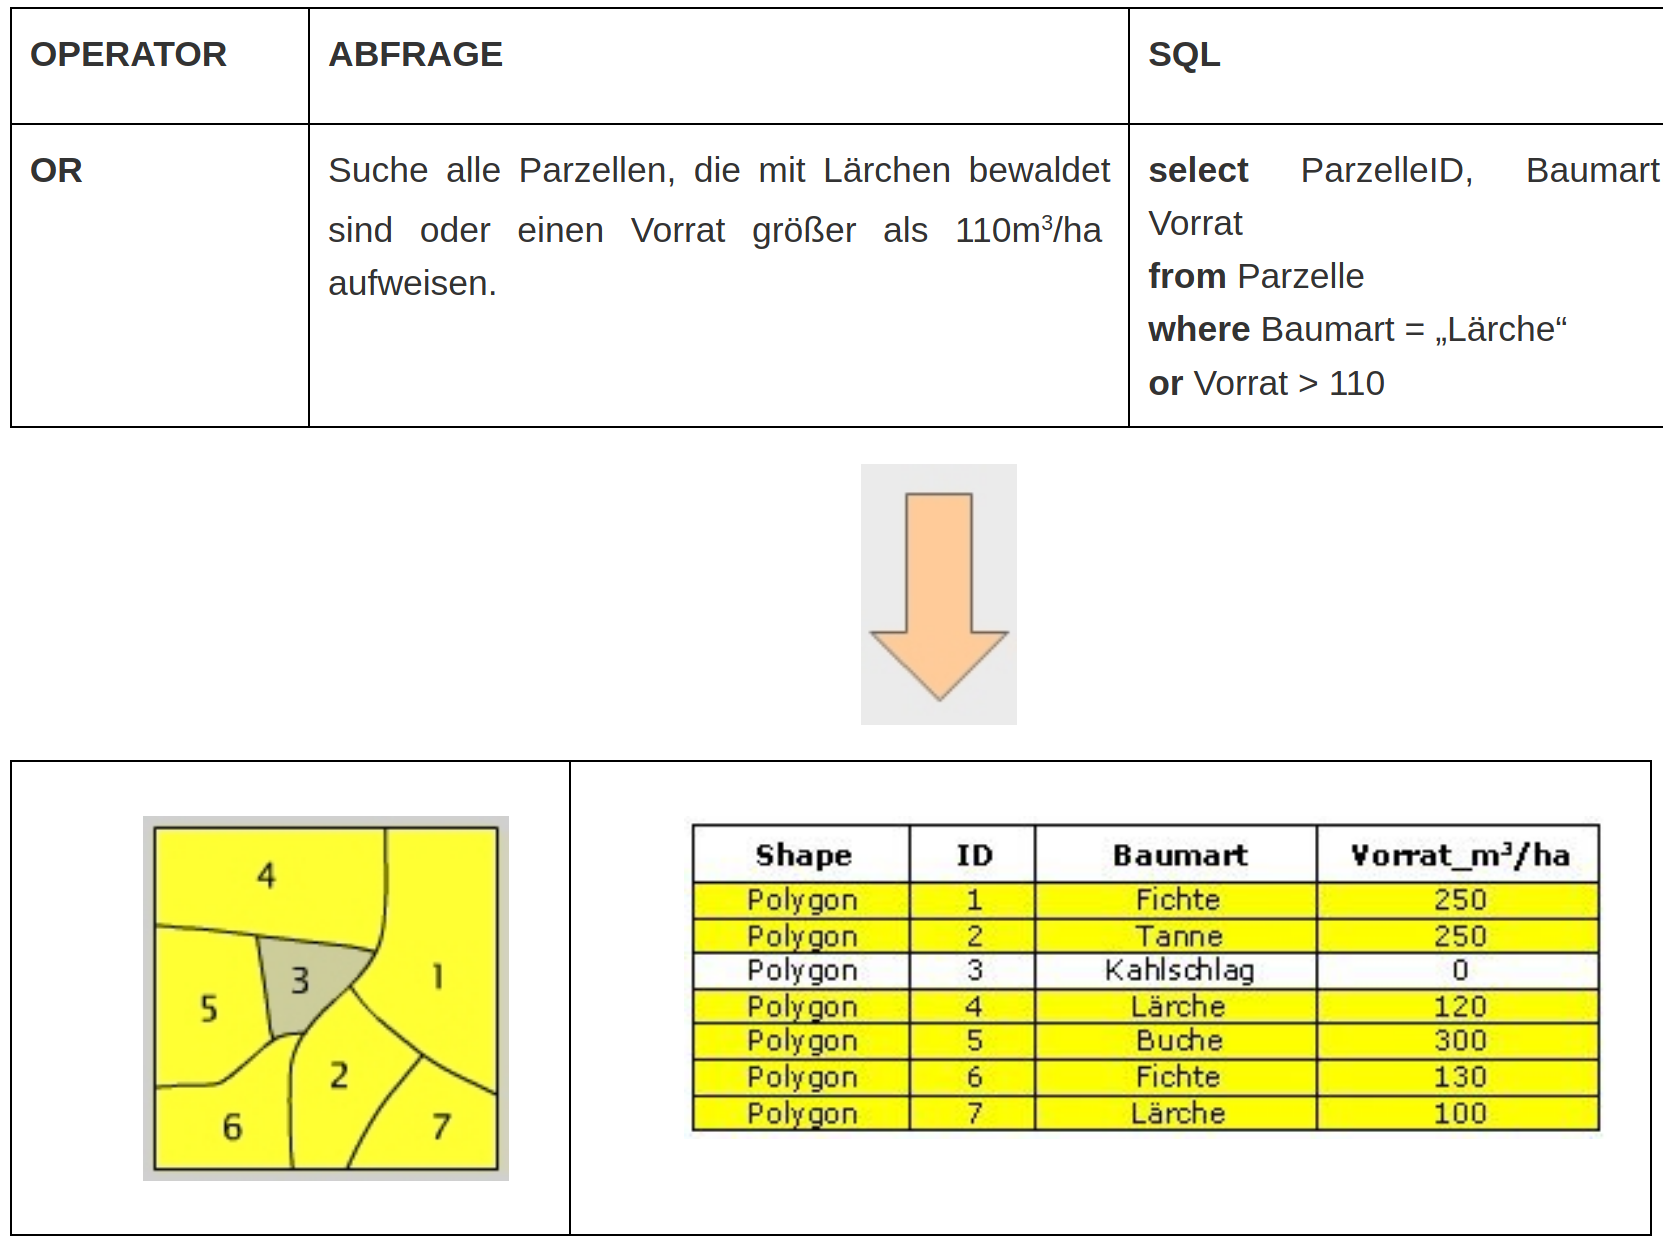 OPERATOR ABFRAGE SQL
OR
Suche alle Parzellen, die mit Lärchen bewaldet
sind oder einen Vorrat größer als 110m³/ha
aufweisen.
select ParzelleID, Baumart
Vorrat
from Parzelle
where Baumart = „Lärche“
or Vorrat > 110
4
3
1
5
2
6
7
Shape ID Baumart Vorrat_m³/ha
Polygon 1 Fichte 250
Polygon 2 Tanne 250
Polygon 3 Kahlschlag 0
Polygon 4 Lärche 120
Polygon 5 Buche 300
Polygon 6 Fichte 130
Polygon 7 Lärche 100